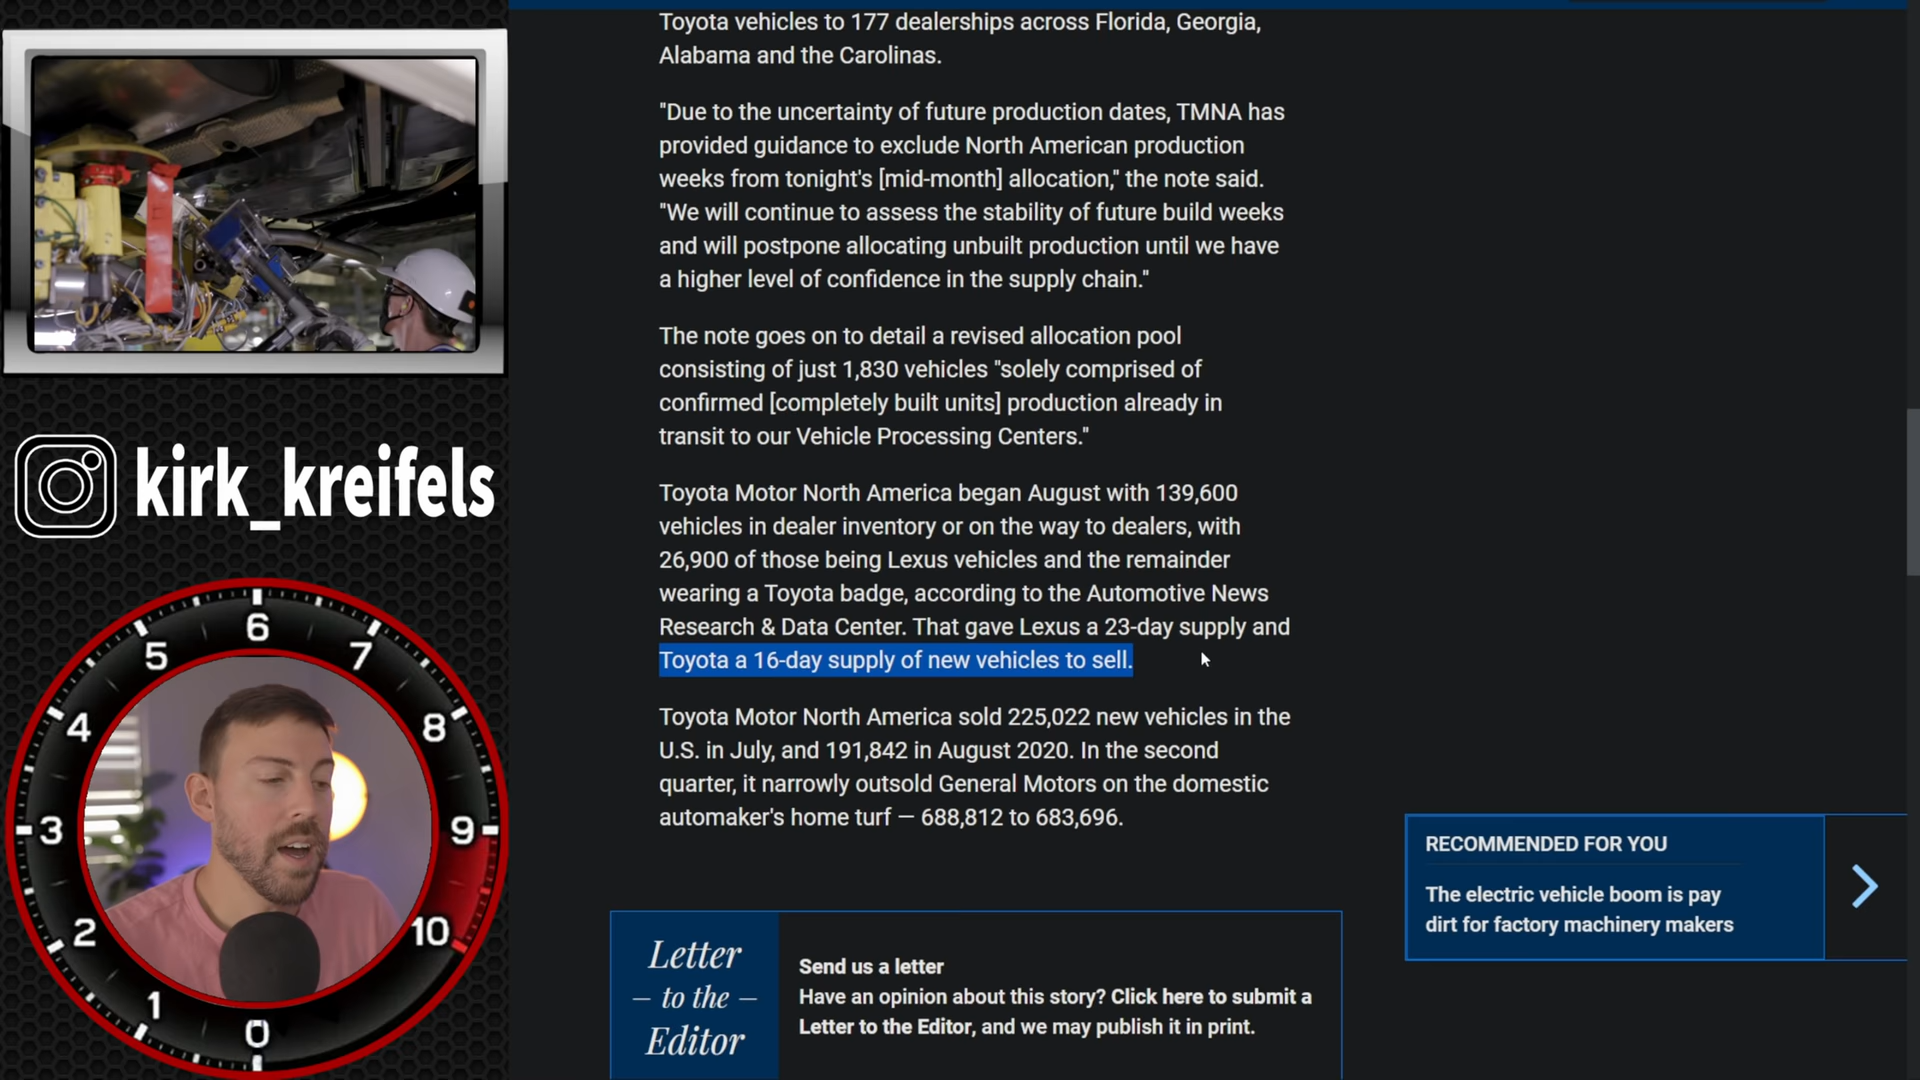 Toyota vehicles to 177 dealerships across Florida, Georgia,
Alabama and the Carolinas.
"Due to the uncertainty of future production dates, TMNA has
provided guidance to exclude North American production
weeks from tonight's [mid-month] allocation," the note said.
"We will continue to assess the stability of future build weeks
and will postpone allocating unbuilt production until we have
a higher level of confidence in the supply chain."
The note goes on to detail a revised allocation pool
consisting of just 1,830 vehicles "solely comprised of
confirmed [completely built units] production already in
transit to our Vehicle Processing Centers."
Toyota Motor North America began August with 139,600
vehicles in dealer inventory or on the way to dealers, with
26,900 of those being Lexus vehicles and the remainder
wearing a Toyota badge, according to the Automotive News
Research & Data Center. That gave Lexus a 23-day supply and
Toyota a 16-day supply of new vehicles to sell.
Toyota Motor North America sold 225,022 new vehicles in the
U.S. in July, and 191,842 in August 2020. In the second
quarter, it narrowly outsold General Motors on the domestic
automaker's home turf — 688,812 to 683,696.
kirk_kreifels
0
1
2
3
4
5
6
7
8
9
10
Letter
– to the –
Editor
Send us a letter
Have an opinion about this story? Click here to submit a
Letter to the Editor, and we may publish it in print.
RECOMMENDED FOR YOU
The electric vehicle boom is pay
dirt for factory machinery makers